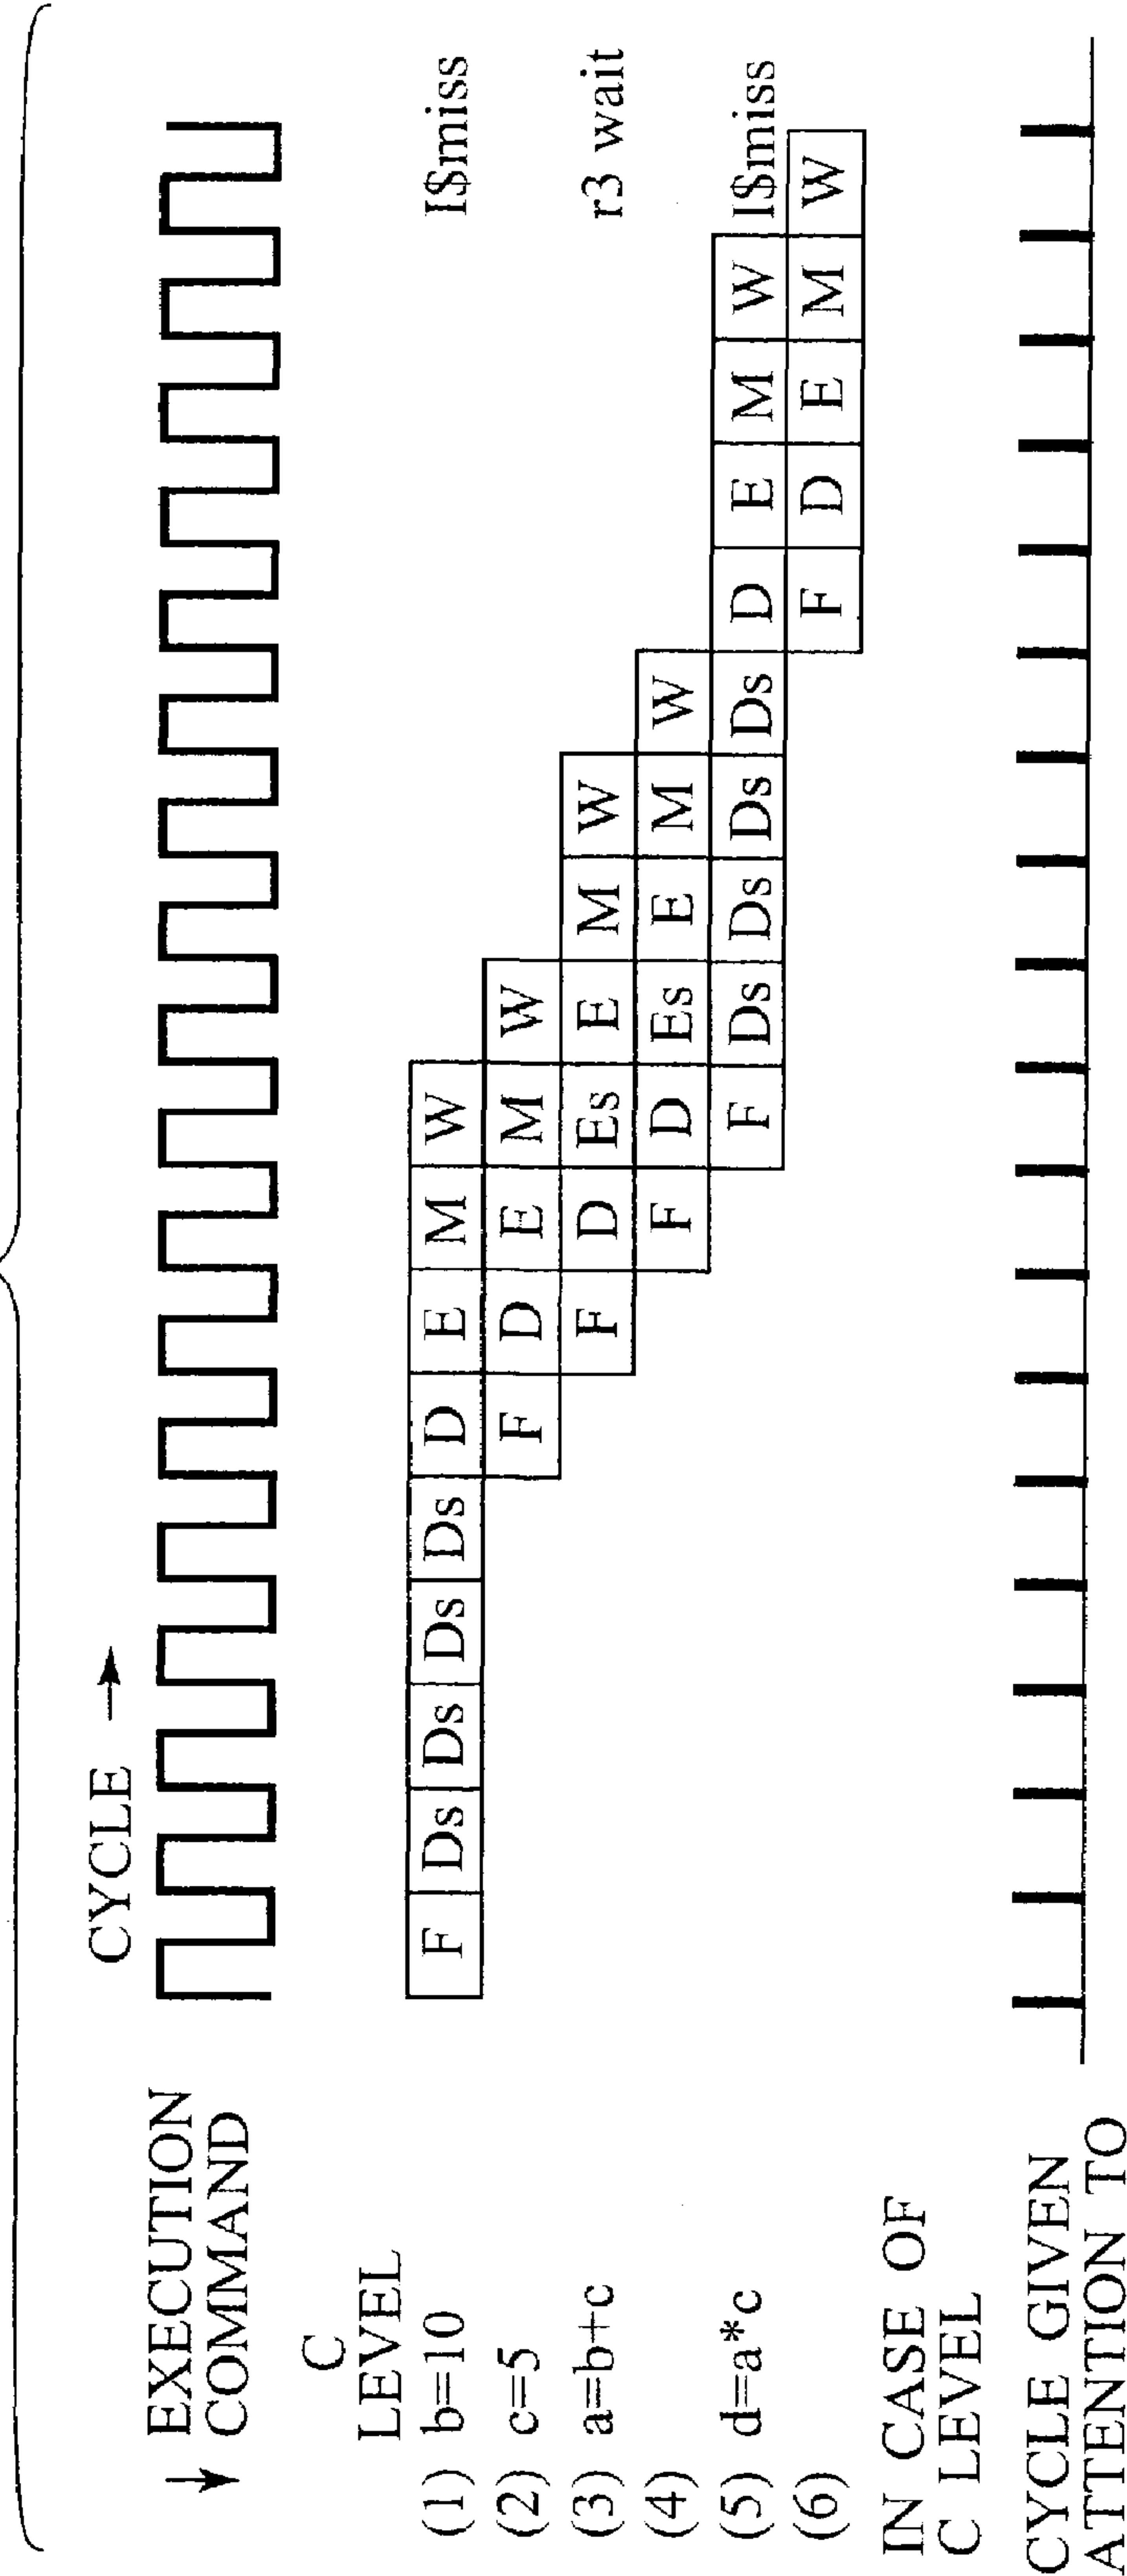 CYCLE →
↓ EXECUTION
COMMAND
C
LEVEL
(1) b=10 F Ds Ds Ds Ds D E M W I$miss
(2) c=5 F D E M W
(3) a=b+c F D Es E M W r3 wait
(4) F D Es E M W
(5) d=a*c F Ds Ds Ds Ds D E M W I$miss
(6) F D E M W
IN CASE OF
C LEVEL
CYCLE GIVEN
ATTENTION TO